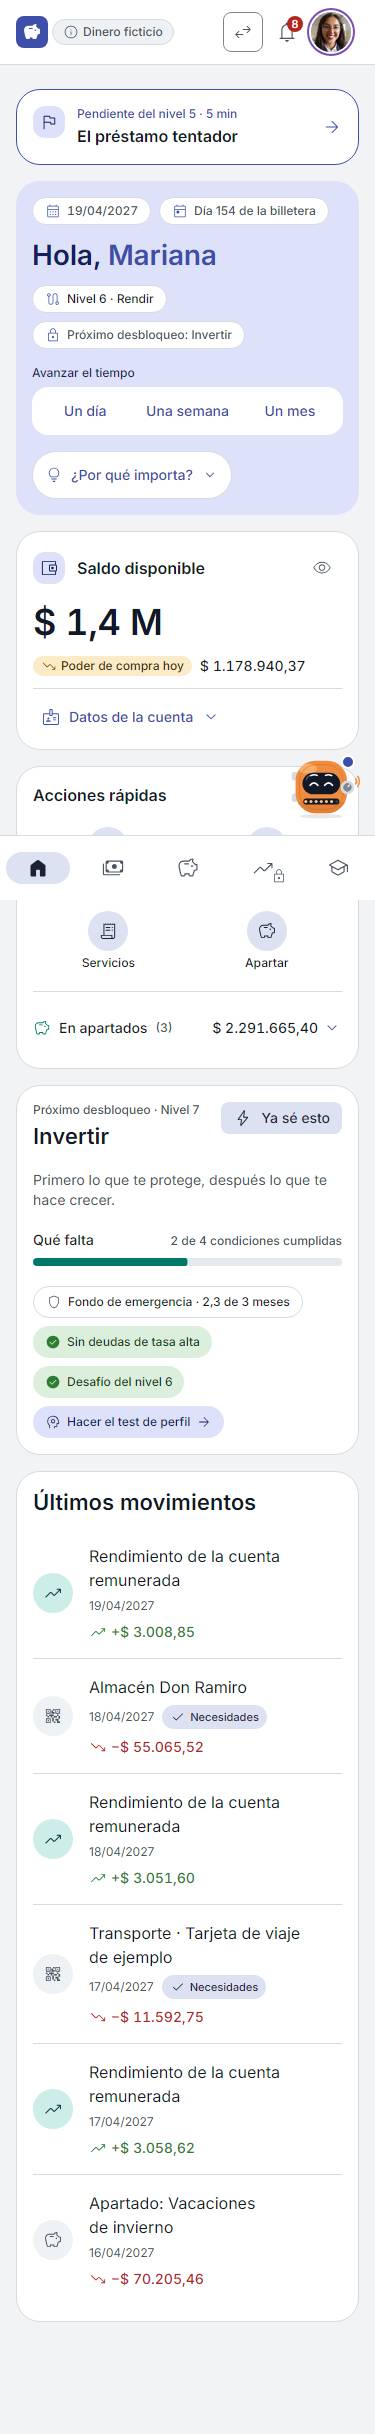 Dinero ficticio
8
Pendiente del nivel 5 · 5 min
El préstamo tentador
19/04/2027
Día 154 de la billetera
Hola, Mariana
Nivel 6 · Rendir
Próximo desbloqueo: Invertir
Avanzar el tiempo
Un día Una semana Un mes
¿Por qué importa?
Saldo disponible
$ 1,4 M
Poder de compra hoy $ 1.178.940,37
Datos de la cuenta
Acciones rápidas
Servicios Apartar
En apartados (3) $ 2.291.665,40
Próximo desbloqueo · Nivel 7
Ya sé esto
Invertir
Primero lo que te protege, después lo que te
hace crecer.
Qué falta 2 de 4 condiciones cumplidas
Fondo de emergencia · 2,3 de 3 meses
Sin deudas de tasa alta
Desafío del nivel 6
Hacer el test de perfil
Últimos movimientos
Rendimiento de la cuenta
remunerada
19/04/2027
+$ 3.008,85
Almacén Don Ramiro
18/04/2027 Necesidades
−$ 55.065,52
Rendimiento de la cuenta
remunerada
18/04/2027
+$ 3.051,60
Transporte · Tarjeta de viaje
de ejemplo
17/04/2027 Necesidades
−$ 11.592,75
Rendimiento de la cuenta
remunerada
17/04/2027
+$ 3.058,62
Apartado: Vacaciones
de invierno
16/04/2027
−$ 70.205,46